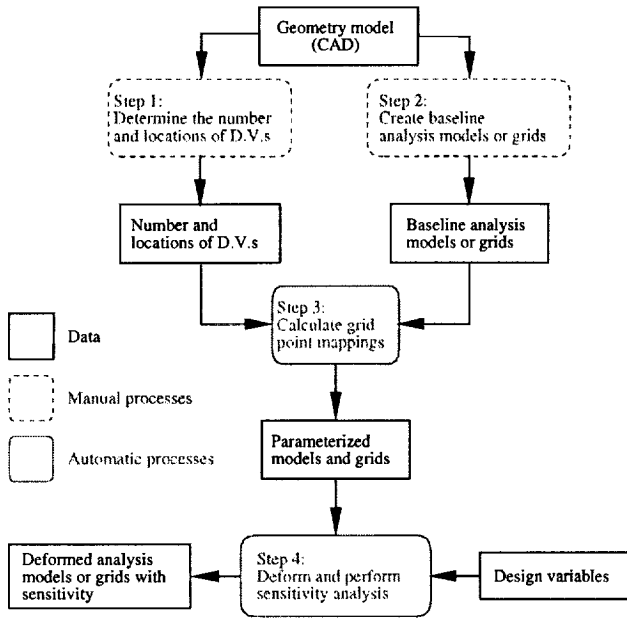 Geometry model
(CAD)
Step 1:
Determine the number
and locations of D.V.s
Step 2:
Create baseline
analysis models or grids
Number and
locations of D.V.s
Baseline analysis
models or grids
Step 3:
Calculate grid
point mappings
Data
Manual processes
Automatic processes
Parameterized
models and grids
Deformed analysis
models or grids with
sensitivity
Step 4:
Deform and perform
sensitivity analysis
Design variables